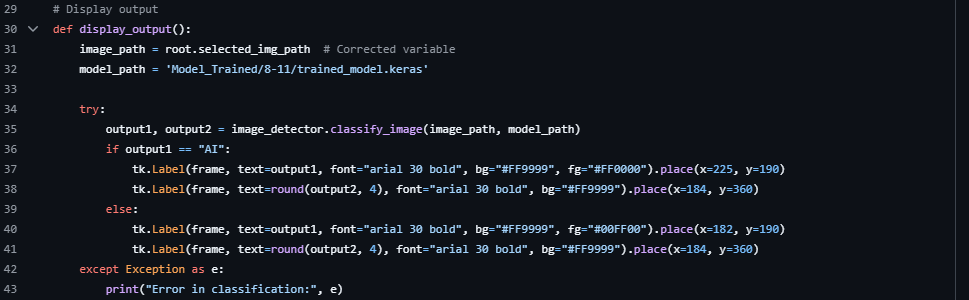 29 # Display output
30 def display_output():
31     image_path = root.selected_img_path  # Corrected variable
32     model_path = 'Model_Trained/8-11/trained_model.keras'
33
34     try:
35         output1, output2 = image_detector.classify_image(image_path, model_path)
36         if output1 == "AI":
37             tk.Label(frame, text=output1, font="arial 30 bold", bg="#FF9999", fg="#FF0000").place(x=225, y=190)
38             tk.Label(frame, text=round(output2, 4), font="arial 30 bold", bg="#FF9999").place(x=184, y=360)
39         else:
40             tk.Label(frame, text=output1, font="arial 30 bold", bg="#FF9999", fg="#00FF00").place(x=182, y=190)
41             tk.Label(frame, text=round(output2, 4), font="arial 30 bold", bg="#FF9999").place(x=184, y=360)
42     except Exception as e:
43         print("Error in classification:", e)